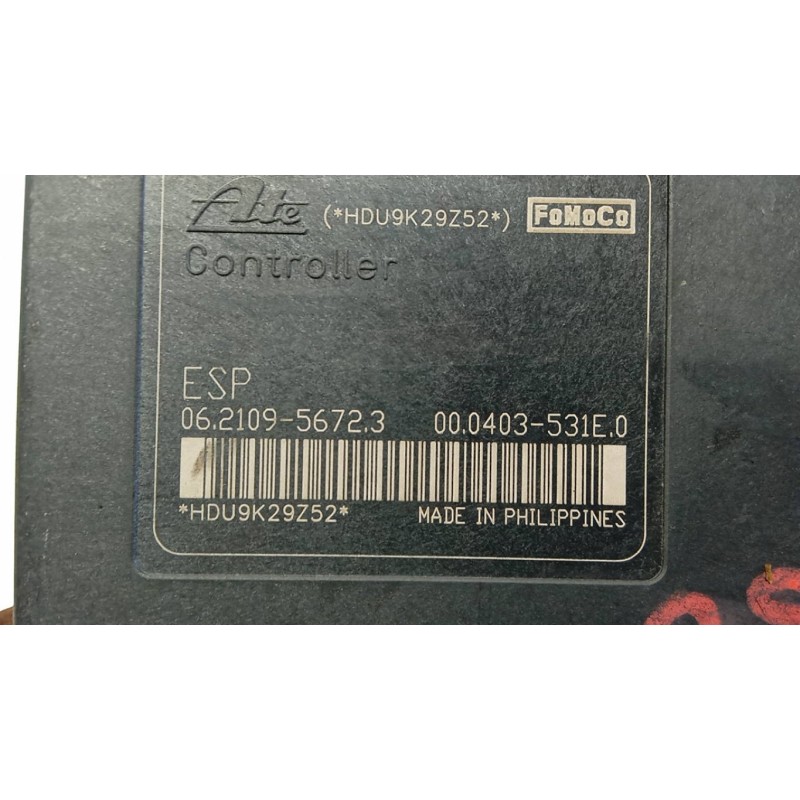 Ate (*HDU9K29Z52*) FoMoCo
Controller
ESP
06.2109-5672.3 00.0403-531E.0
*HDU9K29Z52* MADE IN PHILIPPINES